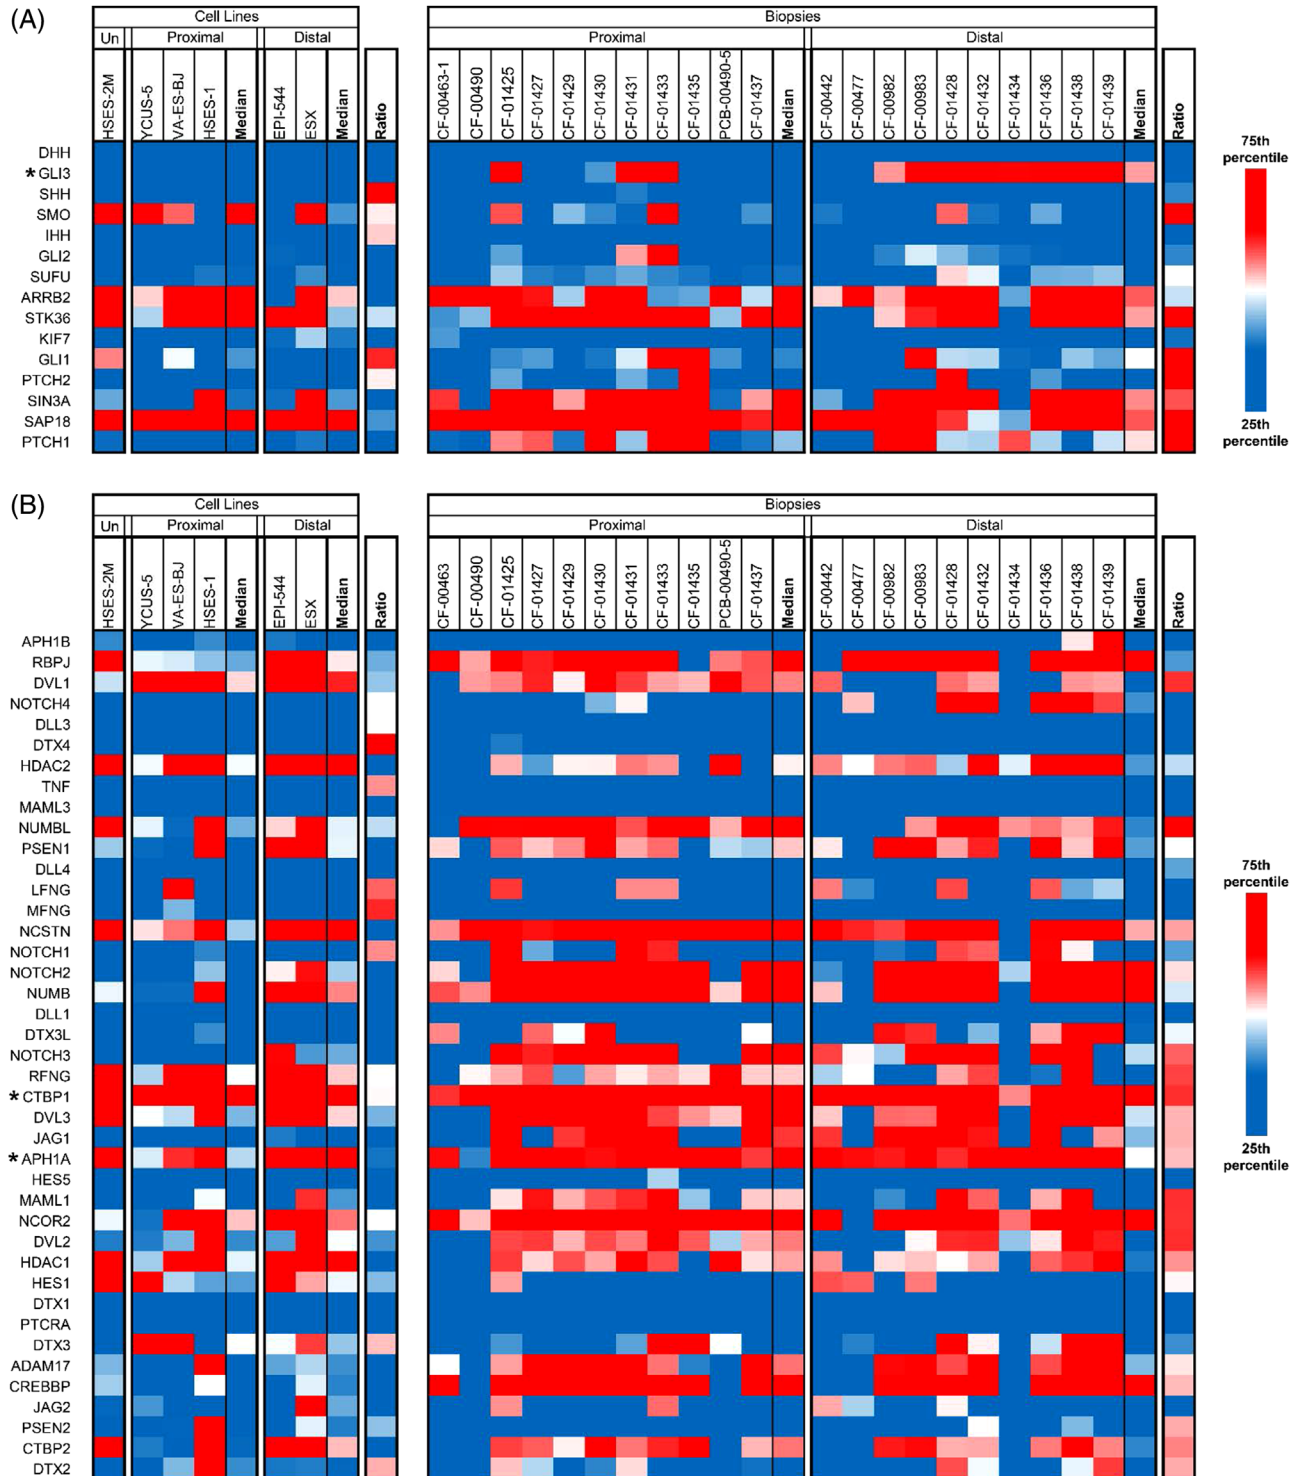 (A)
Cell Lines
Biopsies
Un
Proximal
Distal
Proximal
Distal
HSES-2M
YCUS-5
VA-ES-BJ
HSES-1
Median
EPI-544
ESX
Median
Ratio
CF-00463-1
CF-00490
CF-01425
CF-01427
CF-01429
CF-01430
CF-01431
CF-01433
CF-01435
PCB-00490-5
CF-01437
Median
CF-00442
CF-00477
CF-00982
CF-00983
CF-01428
CF-01432
CF-01434
CF-01436
CF-01438
CF-01439
Median
Ratio
DHH
*GLI3
SHH
SMO
IHH
GLI2
SUFU
ARRB2
STK36
KIF7
GLI1
PTCH2
SIN3A
SAP18
PTCH1
75th
percentile
25th
percentile
(B)
Cell Lines
Biopsies
Un
Proximal
Distal
Proximal
Distal
HSES-2M
YCUS-5
VA-ES-BJ
HSES-1
Median
EPI-544
ESX
Median
Ratio
CF-00463
CF-00490
CF-01425
CF-01427
CF-01429
CF-01430
CF-01431
CF-01433
CF-01435
PCB-00490-5
CF-01437
Median
CF-00442
CF-00477
CF-00982
CF-00983
CF-01428
CF-01432
CF-01434
CF-01436
CF-01438
CF-01439
Median
Ratio
APH1B
RBPJ
DVL1
NOTCH4
DLL3
DTX4
HDAC2
TNF
MAML3
NUMBL
PSEN1
DLL4
LFNG
MFNG
NCSTN
NOTCH1
NOTCH2
NUMB
DLL1
DTX3L
NOTCH3
RFNG
*CTBP1
DVL3
JAG1
*APH1A
HES5
MAML1
NCOR2
DVL2
HDAC1
HES1
DTX1
PTCRA
DTX3
ADAM17
CREBBP
JAG2
PSEN2
CTBP2
DTX2
75th
percentile
25th
percentile